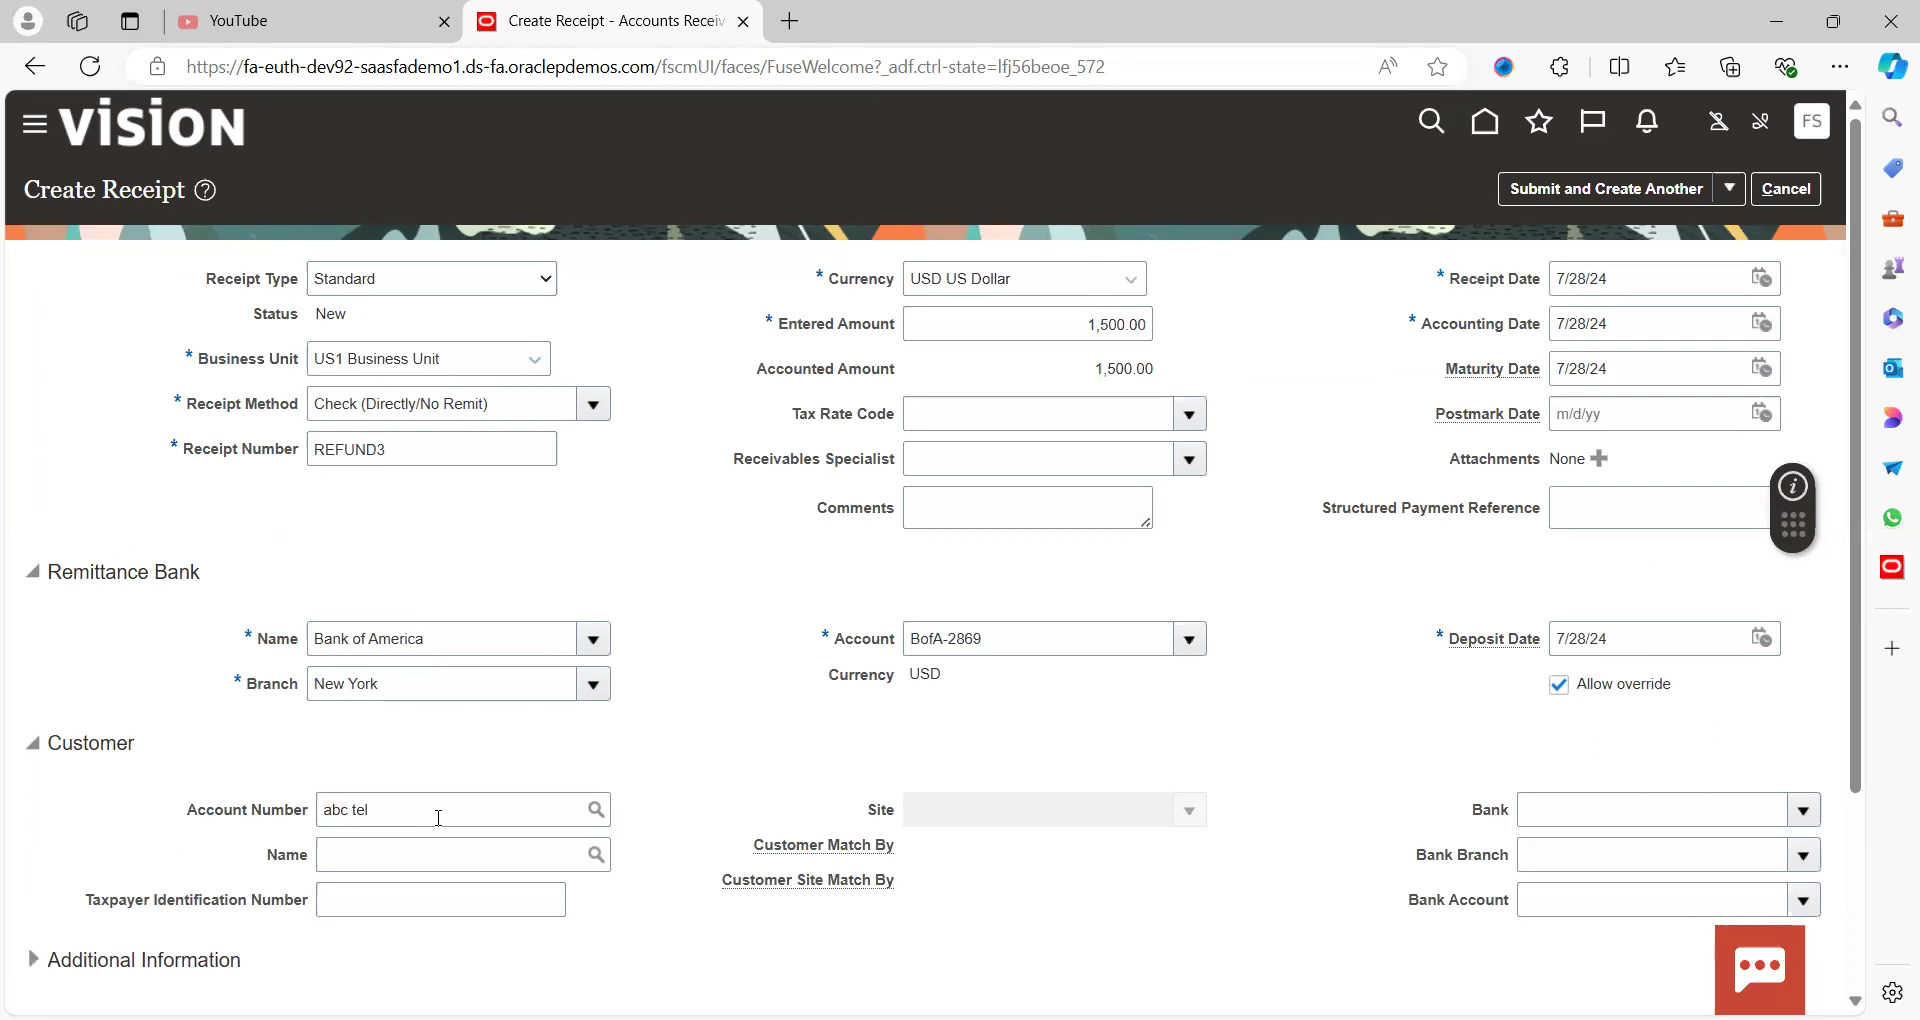 YouTube
Create Receipt - Accounts Receiv
https://fa-euth-dev92-saasfademo1.ds-fa.oraclepdemos.com/fscmUI/faces/FuseWelcome?_adf.ctrl-state=lfj56beoe_572
VISION
FS
Create Receipt ?
Submit and Create Another
Cancel
Receipt Type Standard
* Currency USD US Dollar
* Receipt Date 7/28/24
Status New
* Entered Amount 1,500.00
* Accounting Date 7/28/24
* Business Unit US1 Business Unit
Accounted Amount 1,500.00
Maturity Date 7/28/24
* Receipt Method Check (Directly/No Remit)
Tax Rate Code
Postmark Date m/d/yy
* Receipt Number REFUND3
Receivables Specialist
Attachments None
Comments
Structured Payment Reference
Remittance Bank
* Name Bank of America
* Account BofA-2869
* Deposit Date 7/28/24
* Branch New York
Currency USD
Allow override
Customer
Account Number abc tel
Site
Bank
Name
Customer Match By
Bank Branch
Customer Site Match By
Taxpayer Identification Number
Bank Account
Additional Information